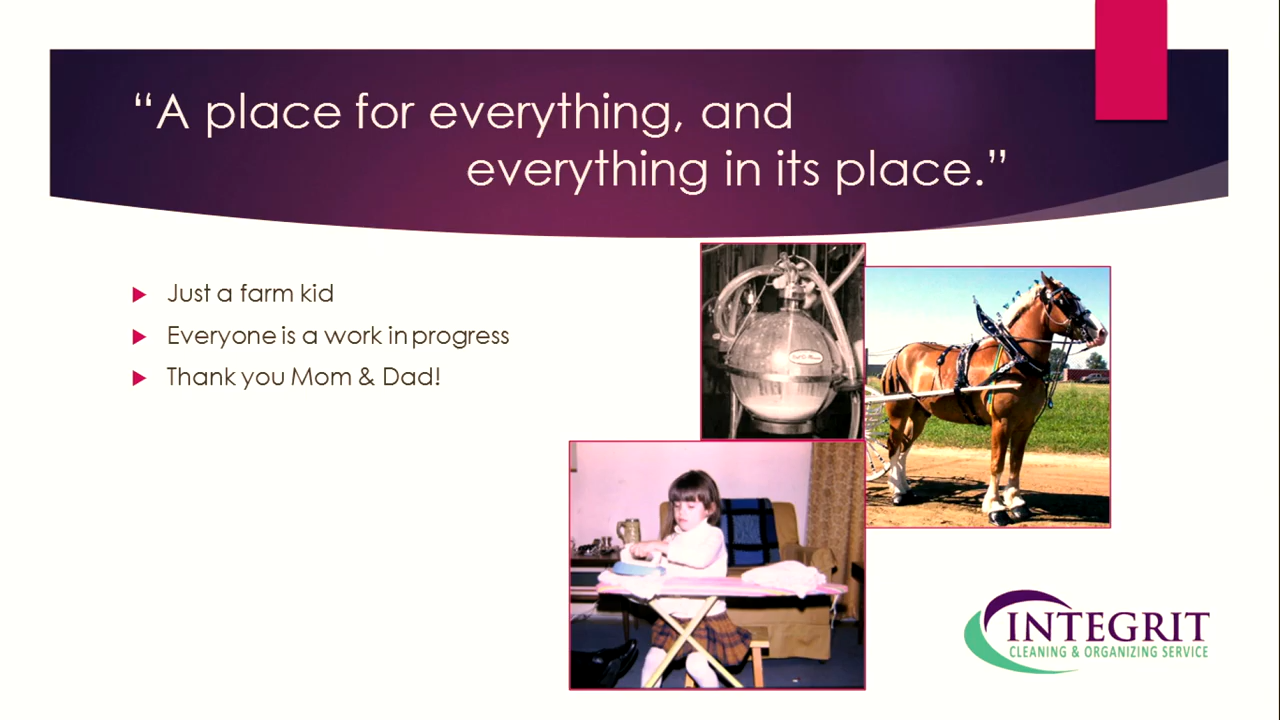 “A place for everything, and
everything in its place.”
Just a farm kid
Everyone is a work in progress
Thank you Mom & Dad!
INTEGRIT
CLEANING & ORGANIZING SERVICE